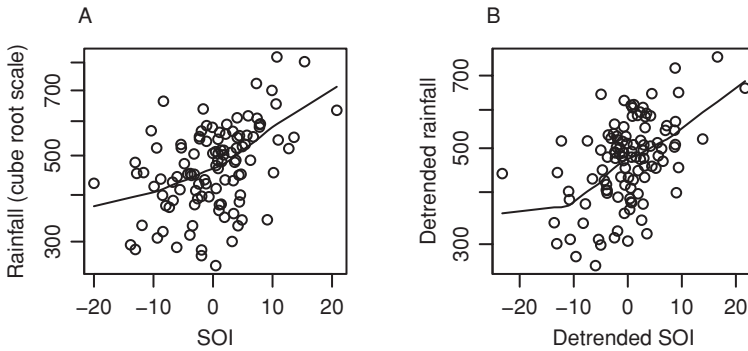 A
Rainfall (cube root scale)
300
500
700
−20
−10
0
10
20
SOI
B
Detrended rainfall
300
500
700
−20
−10
0
10
20
Detrended SOI